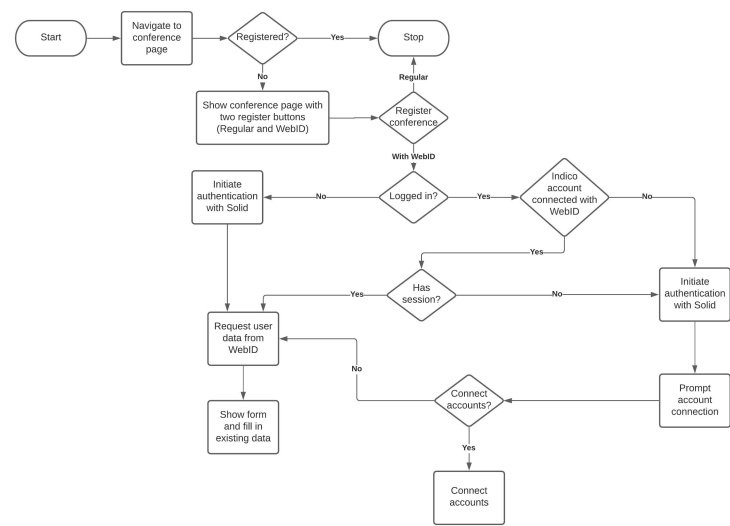 Start
Navigate to
conference
page
Registered?
Yes
Stop
No
Regular
Show conference page with
two register buttons
(Regular and WebID)
Register
conference
With WebID
Initiate
authentication
with Solid
No
Logged in?
Yes
Indico
account
connected with
WebID
No
Yes
Has
session?
Yes
No
Initiate
authentication
with Solid
Request user
data from
WebID
No
Connect
accounts?
Prompt
account
connection
Show form
and fill in
existing data
Yes
Connect
accounts